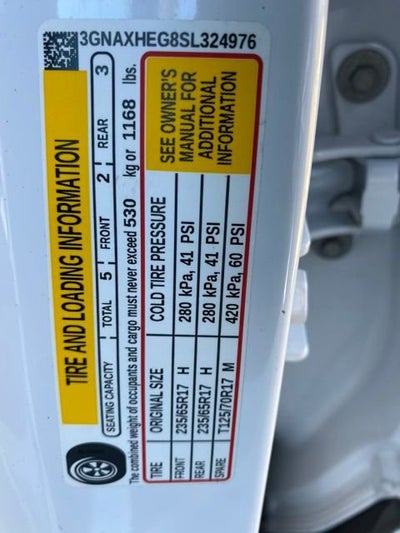 3GNAXHEG8SL324976
TIRE AND LOADING INFORMATION
SEATING CAPACITY TOTAL 5 FRONT 2 REAR 3
The combined weight of occupants and cargo must never exceed 530 kg or 1168 lbs.
TIRE ORIGINAL SIZE COLD TIRE PRESSURE
FRONT 235/65R17 H 280 kPa, 41 PSI
REAR 235/65R17 H 280 kPa, 41 PSI
SPARE T125/70R17 M 420 kPa, 60 PSI
SEE OWNER'S
MANUAL FOR
ADDITIONAL
INFORMATION